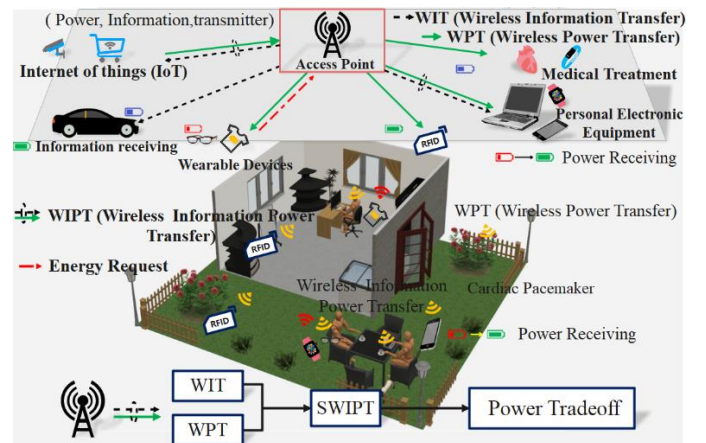 ( Power, Information,transmitter)
WIT (Wireless Information Transfer)
WPT (Wireless Power Transfer)
Internet of things (IoT)
Access Point
Medical Treatment
Personal Electronic
Equipment
Information receiving
Wearable Devices
RFID
Power Receiving
WIPT (Wireless Information Power
Transfer)
WPT (Wireless Power Transfer)
RFID
Energy Request
Wireless Information
Power Transfer
Cardiac Pacemaker
RFID
Power Receiving
WIT
WPT
SWIPT
Power Tradeoff